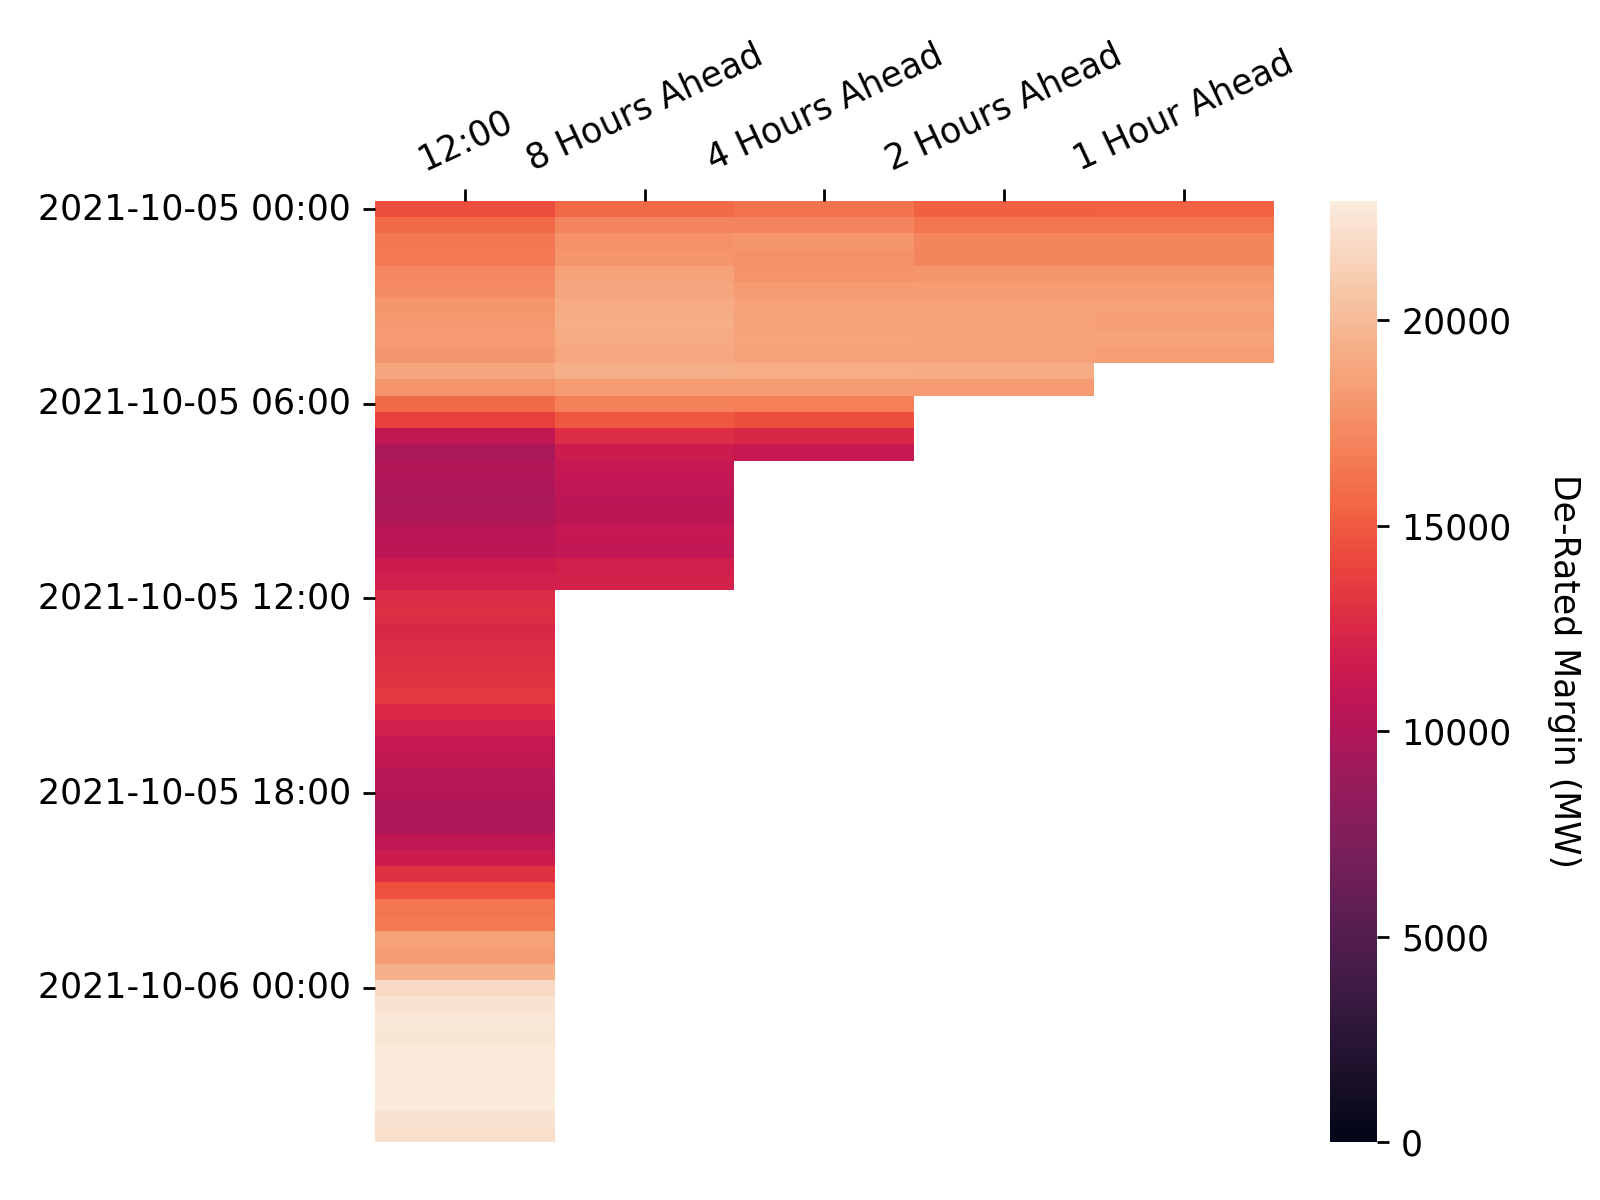 12:00
8 Hours Ahead
4 Hours Ahead
2 Hours Ahead
1 Hour Ahead
2021-10-05 00:00
2021-10-05 06:00
2021-10-05 12:00
2021-10-05 18:00
2021-10-06 00:00
20000
15000
10000
5000
0
De-Rated Margin (MW)